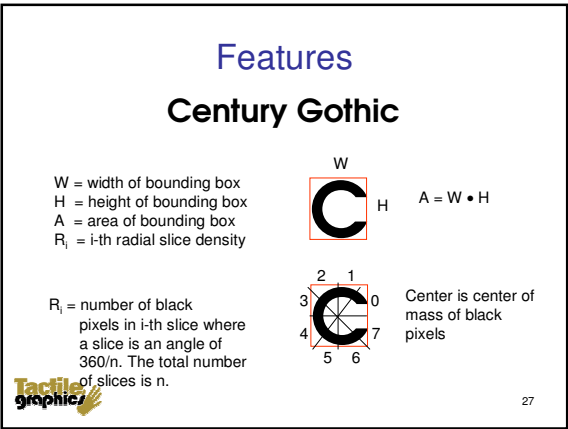 Features
Century Gothic
W = width of bounding box
H = height of bounding box
A = area of bounding box
Ri = i-th radial slice density
W
H
A = W • H
Ri = number of black
pixels in i-th slice where
a slice is an angle of
360/n. The total number
of slices is n.
C
2 1
3 0
4 7
5 6
C
Center is center of
mass of black
pixels
Tactile
graphics
27